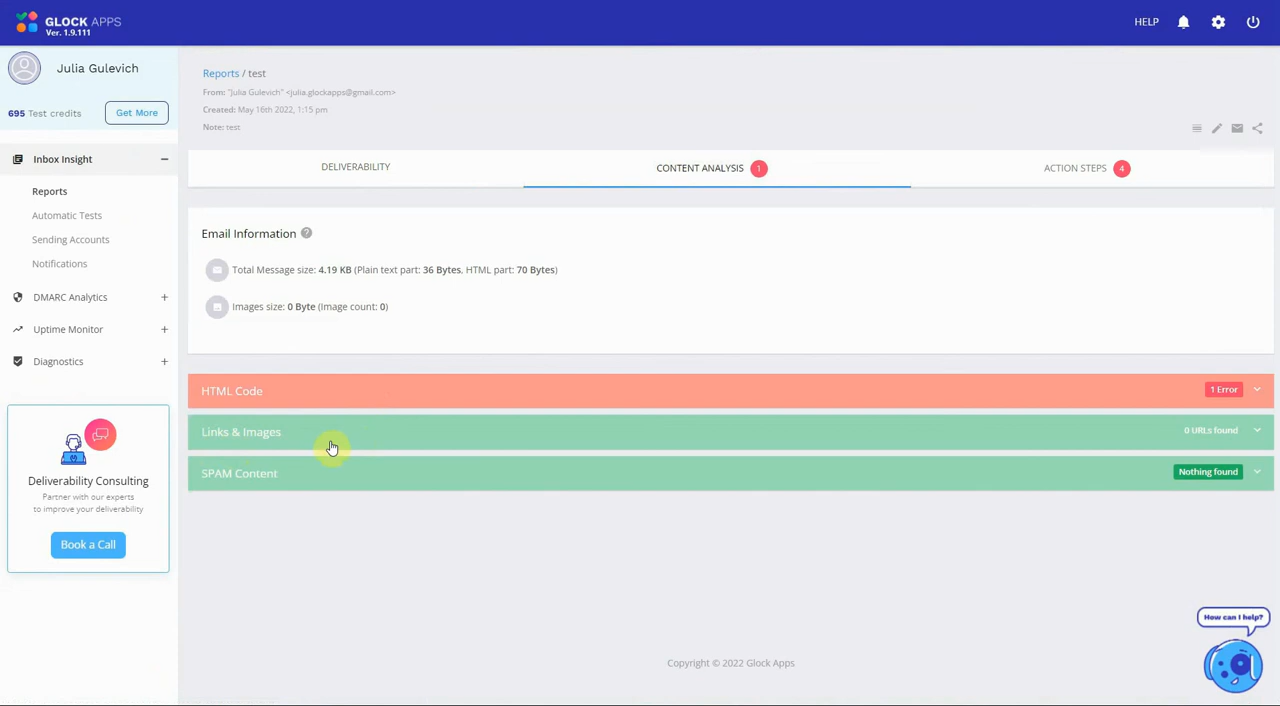 GLOCK APPS
Ver. 1.9.111
HELP
Julia Gulevich
695 Test credits
Get More
Inbox Insight
Reports
Automatic Tests
Sending Accounts
Notifications
DMARC Analytics
Uptime Monitor
Diagnostics
Deliverability Consulting
Partner with our experts
to improve your deliverability
Book a Call
Reports / test
From: "Julia Gulevich" <julia.glockapps@gmail.com>
Created: May 16th 2022, 1:15 pm
Note: test
DELIVERABILITY
CONTENT ANALYSIS 1
ACTION STEPS 4
Email Information ?
Total Message size: 4.19 KB (Plain text part: 36 Bytes, HTML part: 70 Bytes)
Images size: 0 Byte (Image count: 0)
HTML Code 1 Error
Links & Images 0 URLs found
SPAM Content Nothing found
How can I help?
Copyright © 2022 Glock Apps